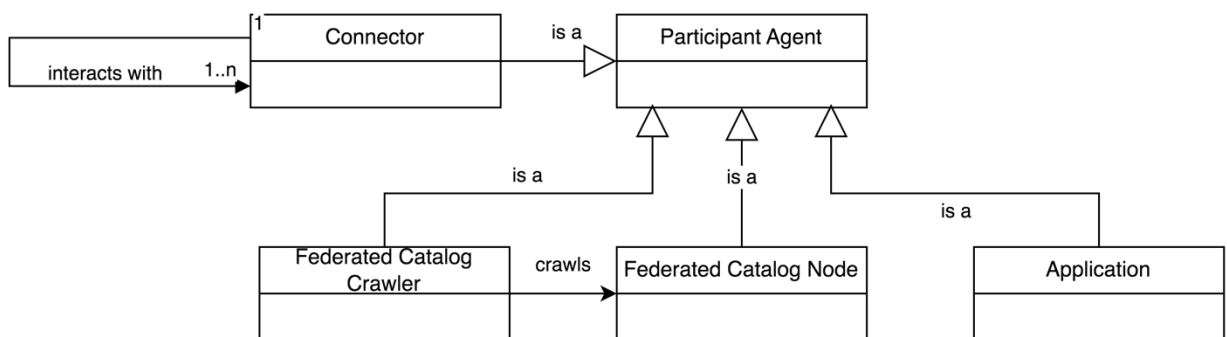 1
Connector
is a
Participant Agent
interacts with
1..n
is a
is a
is a
Federated Catalog
Crawler
crawls
Federated Catalog Node
Application